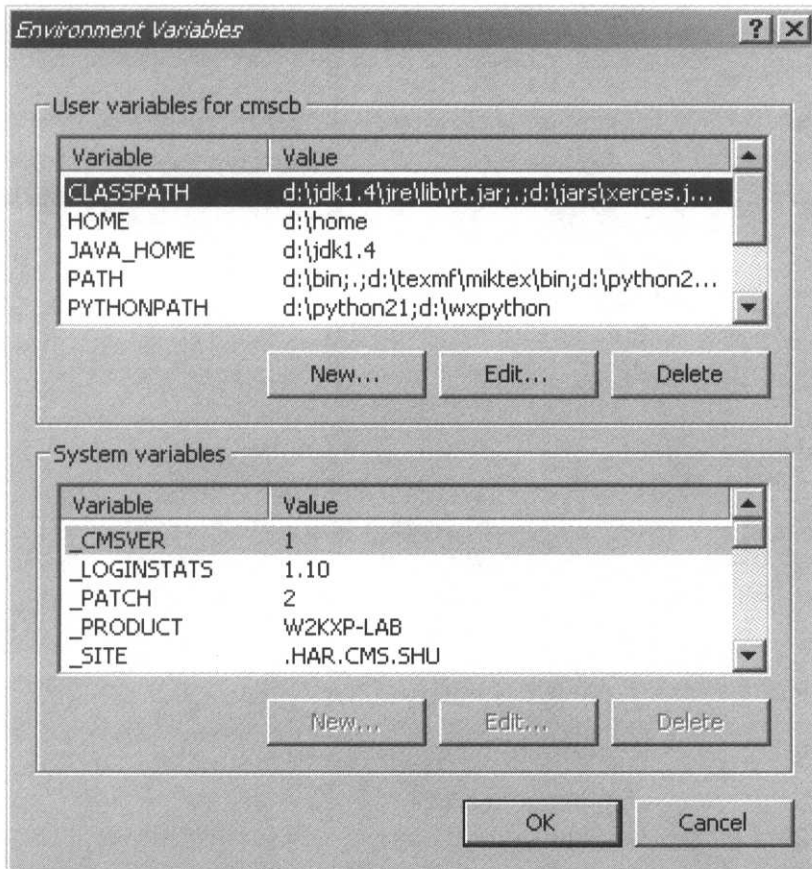 Environment Variables
User variables for cmscb
Variable Value
CLASSPATH d:\jdk1.4\jre\lib\rt.jar;.;d:\jars\xerces.j...
HOME d:\home
JAVA_HOME d:\jdk1.4
PATH d:\bin;.;d:\texmf\miktex\bin;d:\python2...
PYTHONPATH d:\python21;d:\wxpython
New... Edit... Delete
System variables
Variable Value
_CMSVER 1
_LOGINSTATS 1.10
_PATCH 2
_PRODUCT W2KXP-LAB
_SITE .HAR.CMS.SHU
New... Edit... Delete
OK Cancel